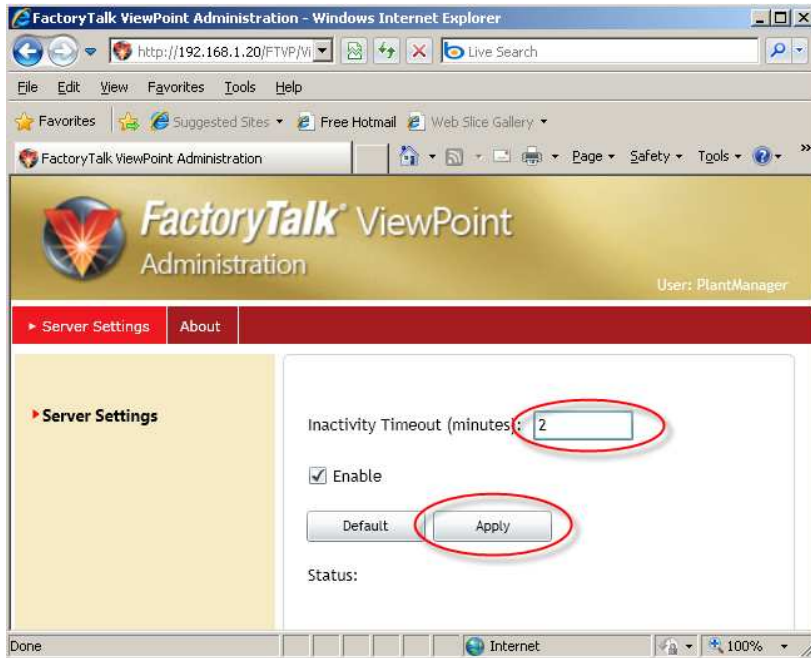 FactoryTalk ViewPoint Administration - Windows Internet Explorer
http://192.168.1.20/FTVP/Vi
Live Search
File Edit View Favorites Tools Help
Favorites Suggested Sites Free Hotmail Web Slice Gallery
FactoryTalk ViewPoint Administration Page Safety Tools »
FactoryTalk® ViewPoint
Administration
User: PlantManager
Server Settings About
Server Settings
Inactivity Timeout (minutes): 2
Enable
Default Apply
Status:
Done Internet 100%